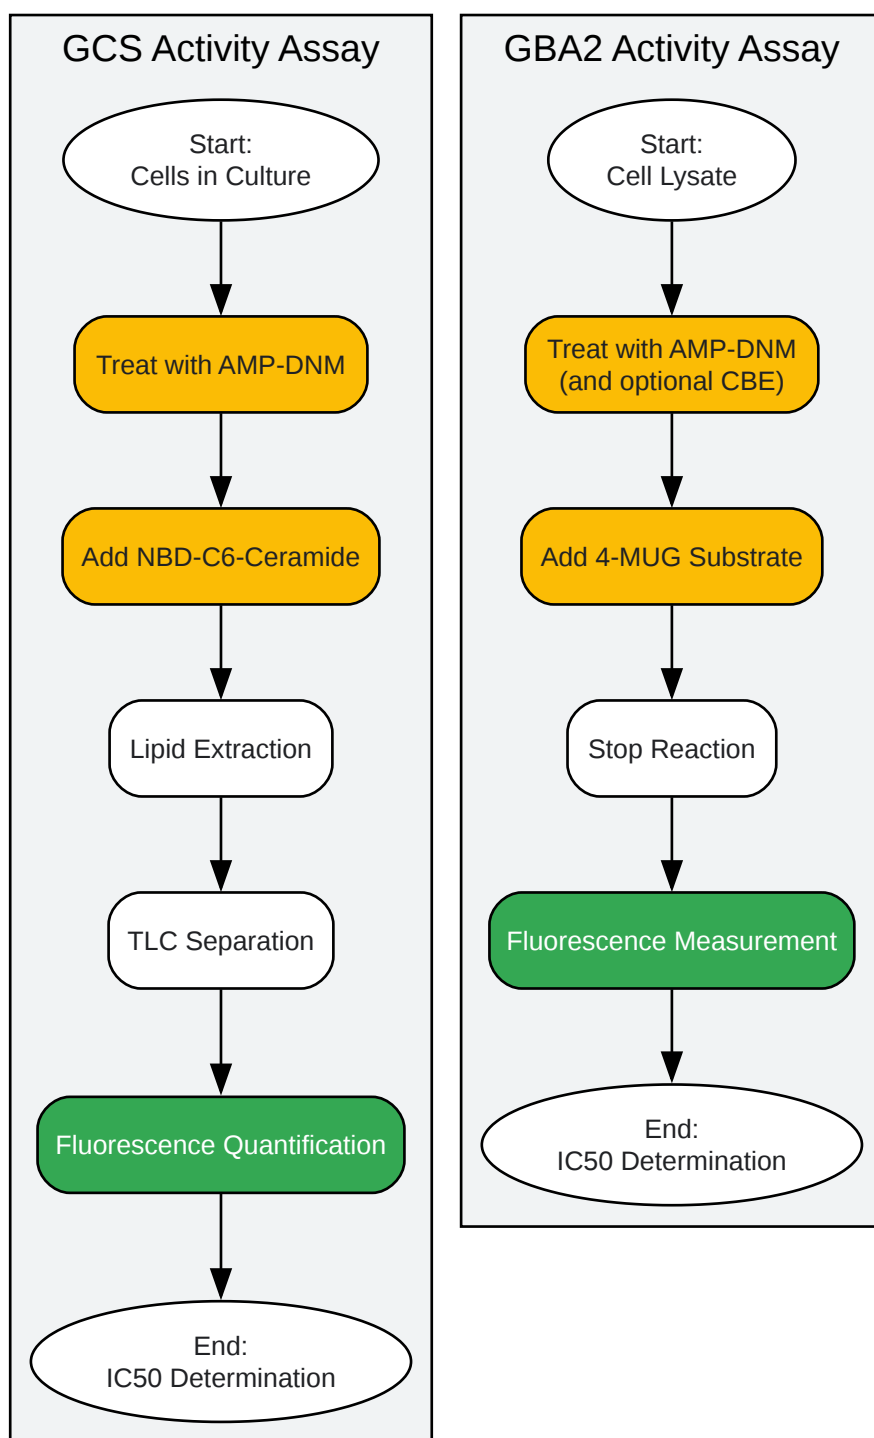 GCS Activity Assay
Start:
Cells in Culture
Treat with AMP-DNM
Add NBD-C6-Ceramide
Lipid Extraction
TLC Separation
Fluorescence Quantification
End:
IC50 Determination
GBA2 Activity Assay
Start:
Cell Lysate
Treat with AMP-DNM
(and optional CBE)
Add 4-MUG Substrate
Stop Reaction
Fluorescence Measurement
End:
IC50 Determination